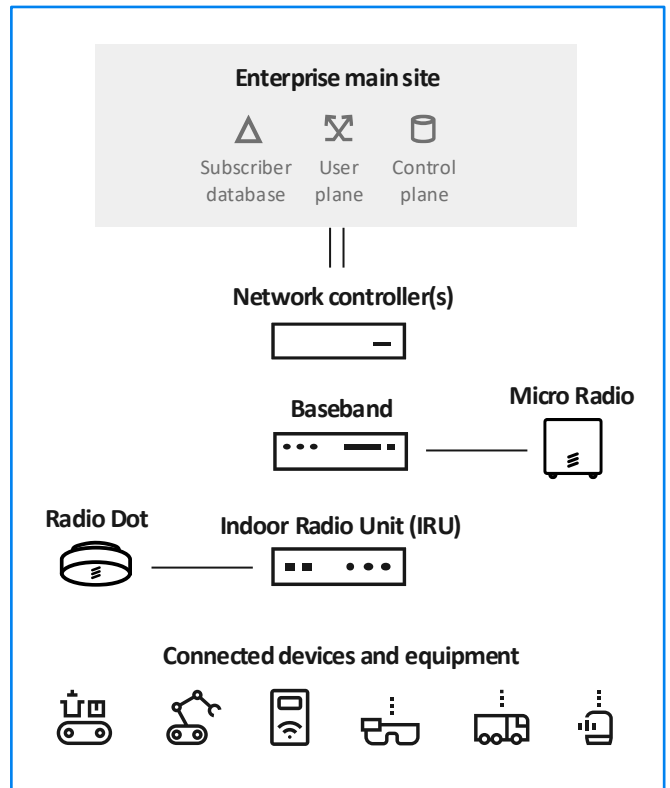 Enterprise main site
Subscriber database
User plane
Control plane
Network controller(s)
Micro Radio
Baseband
Radio Dot
Indoor Radio Unit (IRU)
Connected devices and equipment